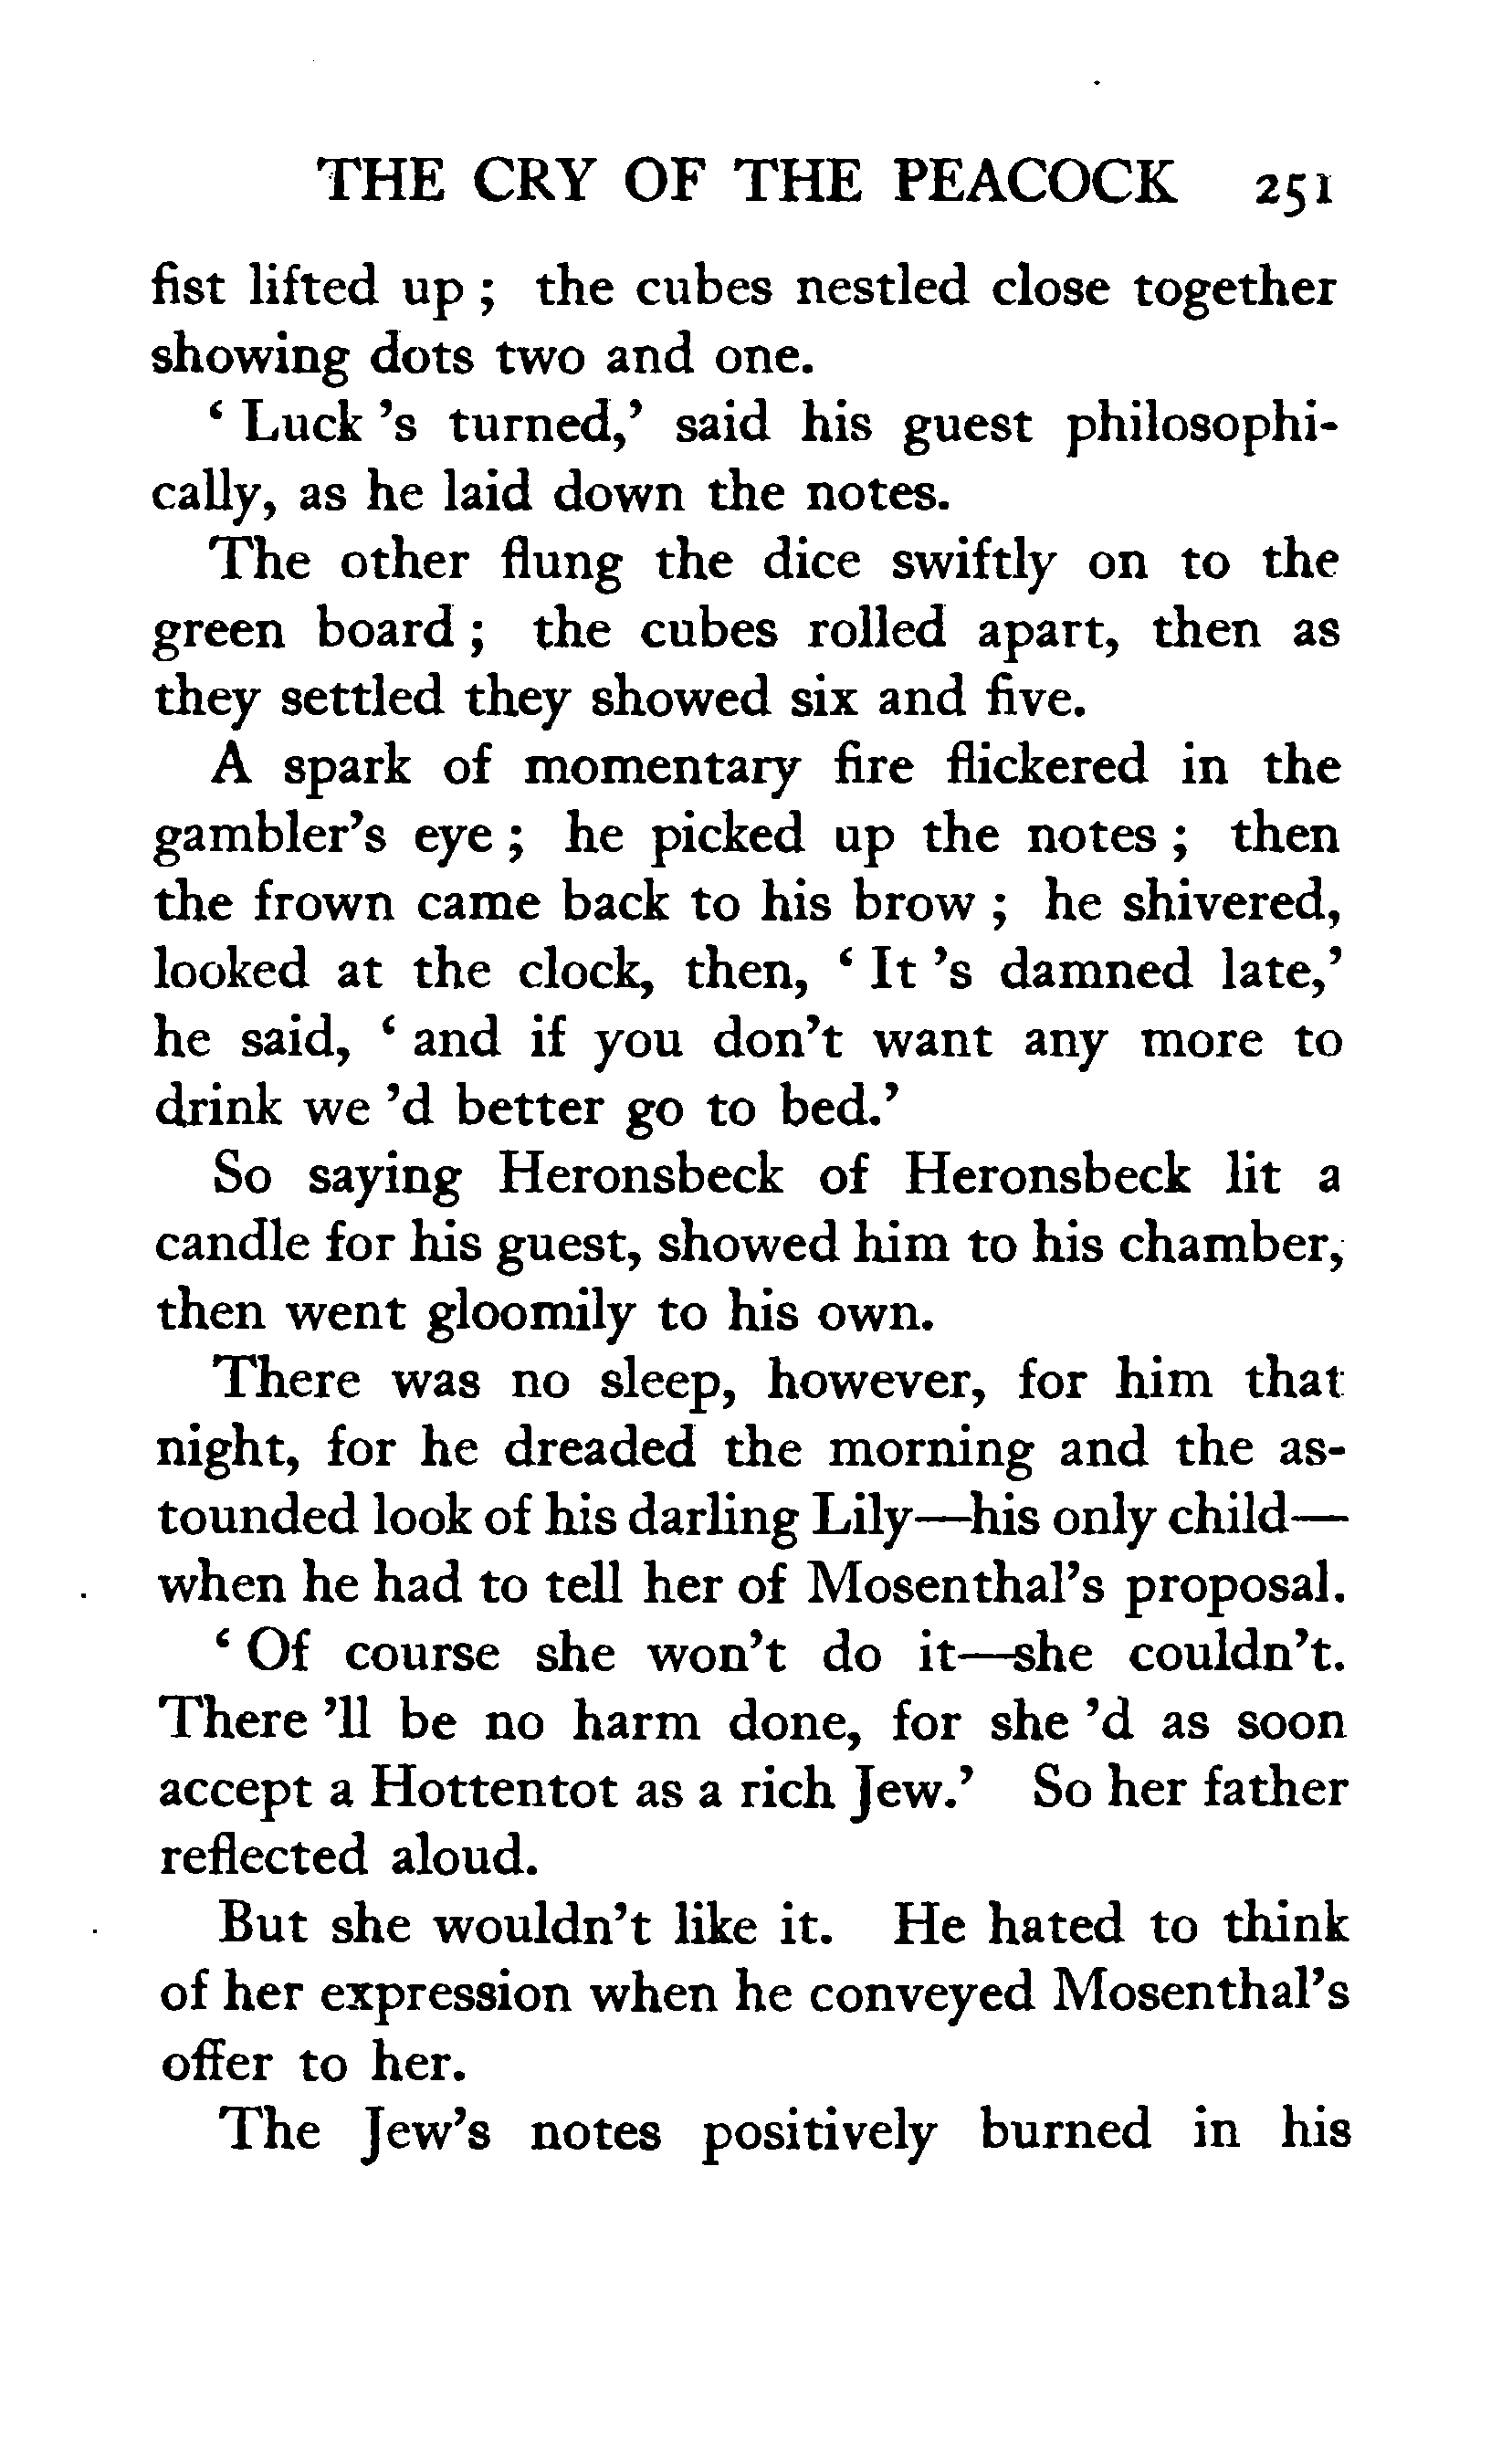 THE CRY OF THE PEACOCK 251
fist lifted up ; the cubes nestled close together
showing dots two and one.
‘ Luck ’s turned,’ said his guest philosophi-
cally, as he laid down the notes.
The other flung the dice swiftly on to the
green board ; the cubes rolled apart, then as
they settled they showed six and five.
A spark of momentary fire flickered in the
gambler’s eye ; he picked up the notes ; then
the frown came back to his brow ; he shivered,
looked at the clock, then, ‘ It ’s damned late,’
he said, ‘ and if you don’t want any more to
drink we ’d better go to bed.’
So saying Heronsbeck of Heronsbeck lit a
candle for his guest, showed him to his chamber,
then went gloomily to his own.
There was no sleep, however, for him that
night, for he dreaded the morning and the as-
tounded look of his darling Lily—his only child—
when he had to tell her of Mosenthal’s proposal.
‘ Of course she won’t do it—she couldn’t.
There ’ll be no harm done, for she ’d as soon
accept a Hottentot as a rich Jew.’ So her father
reflected aloud.
But she wouldn’t like it. He hated to think
of her expression when he conveyed Mosenthal’s
offer to her.
The Jew’s notes positively burned in his